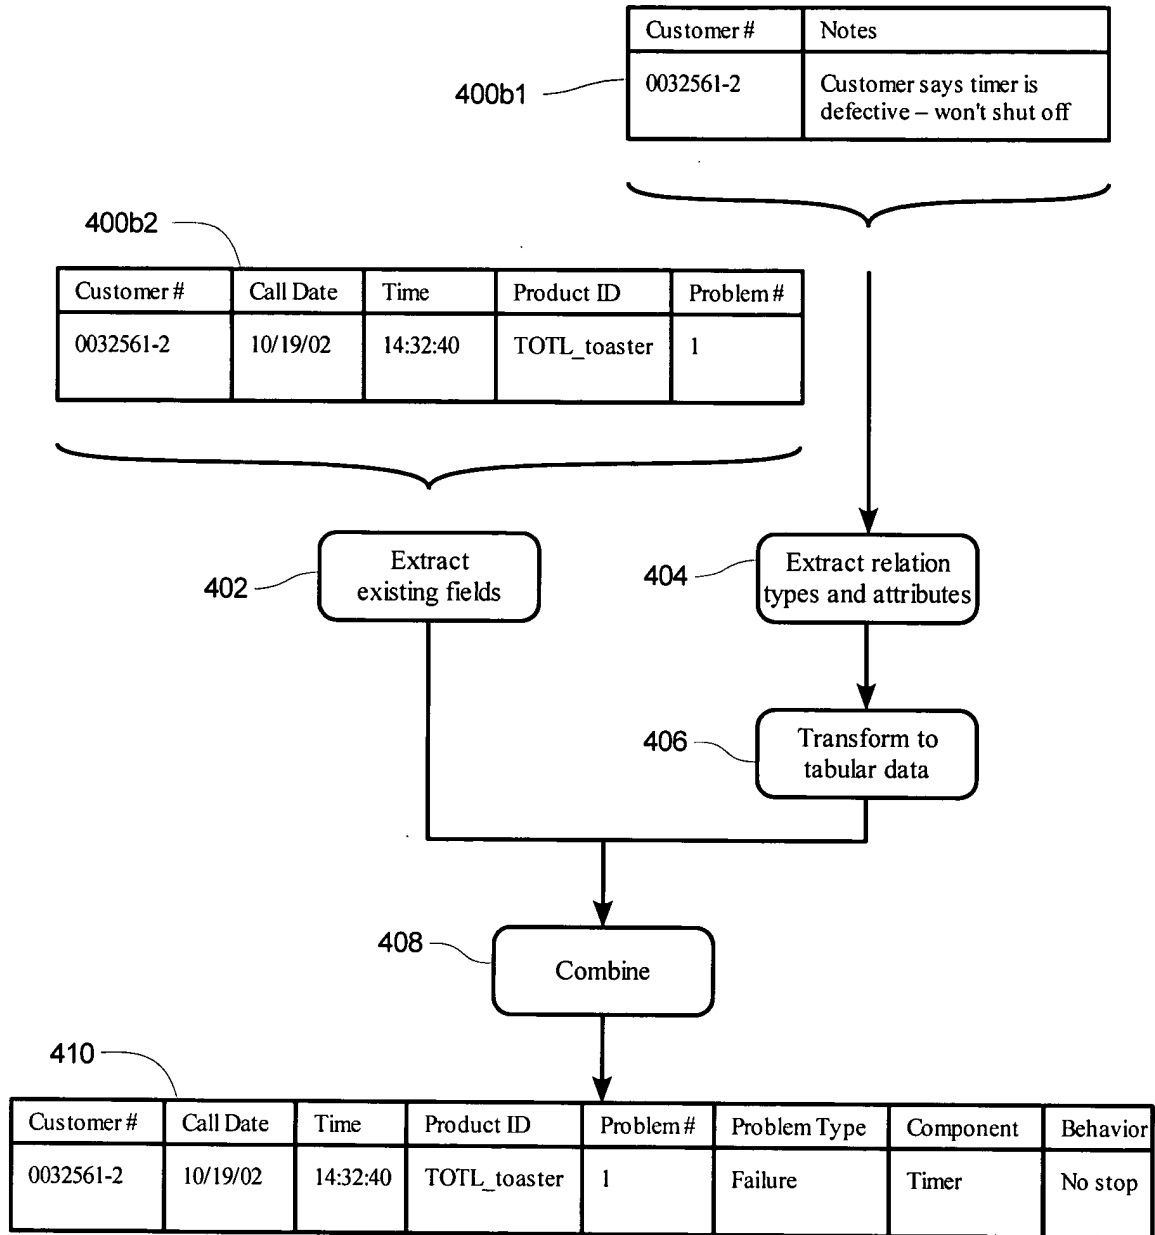 Customer # Notes
400b1
0032561-2 Customer says timer is
defective – won't shut off
400b2
Customer # Call Date Time Product ID Problem #
0032561-2 10/19/02 14:32:40 TOTL_toaster 1
402
Extract
existing fields
404
Extract relation
types and attributes
406
Transform to
tabular data
408
Combine
410
Customer # Call Date Time Product ID Problem # Problem Type Component Behavior
0032561-2 10/19/02 14:32:40 TOTL_toaster 1 Failure Timer No stop